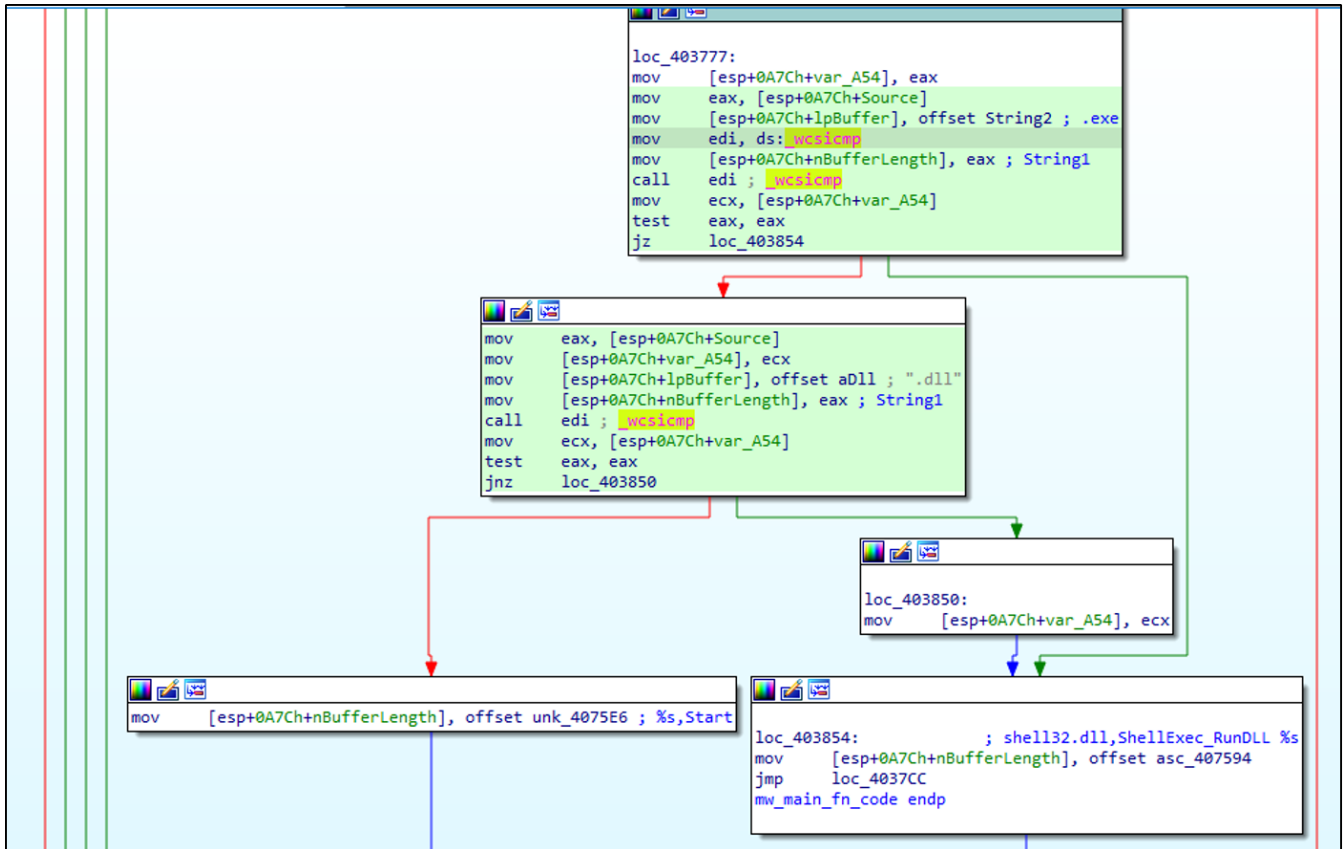 loc_403777:
mov [esp+0A7Ch+var_A54], eax
mov eax, [esp+0A7Ch+Source]
mov [esp+0A7Ch+lpBuffer], offset String2 ; .exe
mov edi, ds:_wcsicmp
mov [esp+0A7Ch+nBufferLength], eax ; String1
call edi ; _wcsicmp
mov ecx, [esp+0A7Ch+var_A54]
test eax, eax
jz loc_403854
mov eax, [esp+0A7Ch+Source]
mov [esp+0A7Ch+var_A54], ecx
mov [esp+0A7Ch+lpBuffer], offset aDll ; ".dll"
mov [esp+0A7Ch+nBufferLength], eax ; String1
call edi ; _wcsicmp
mov ecx, [esp+0A7Ch+var_A54]
test eax, eax
jnz loc_403850
loc_403850:
mov [esp+0A7Ch+var_A54], ecx
mov [esp+0A7Ch+nBufferLength], offset unk_4075E6 ; %s,Start
loc_403854: ; shell32.dll,ShellExec_RunDLL %s
mov [esp+0A7Ch+nBufferLength], offset asc_407594
jmp loc_4037CC
mw_main_fn_code endp